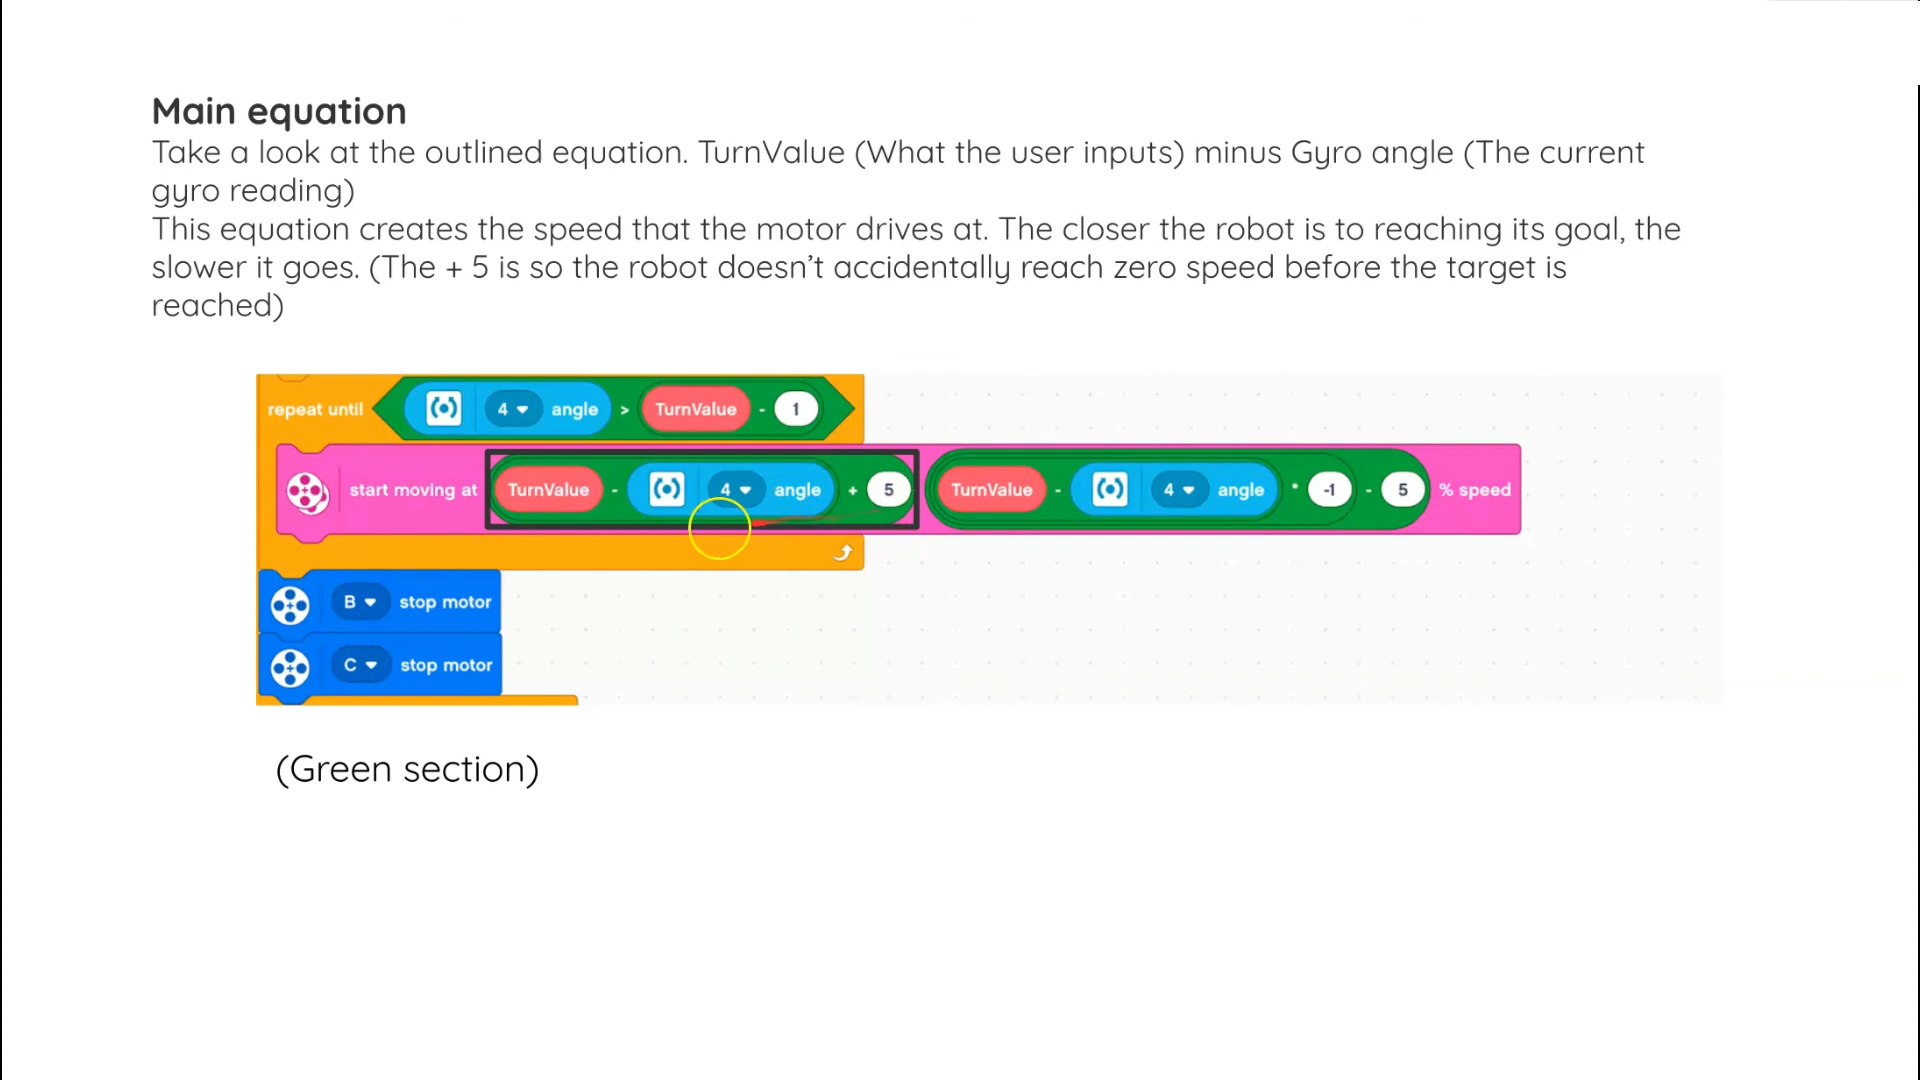 Main equation
Take a look at the outlined equation. TurnValue (What the user inputs) minus Gyro angle (The current
gyro reading)
This equation creates the speed that the motor drives at. The closer the robot is to reaching its goal, the
slower it goes. (The + 5 is so the robot doesn't accidentally reach zero speed before the target is
reached)
repeat until 4 angle > TurnValue - 1
start moving at TurnValue - 4 angle + 5 TurnValue - 4 angle * -1 - 5 % speed
B stop motor
C stop motor
(Green section)